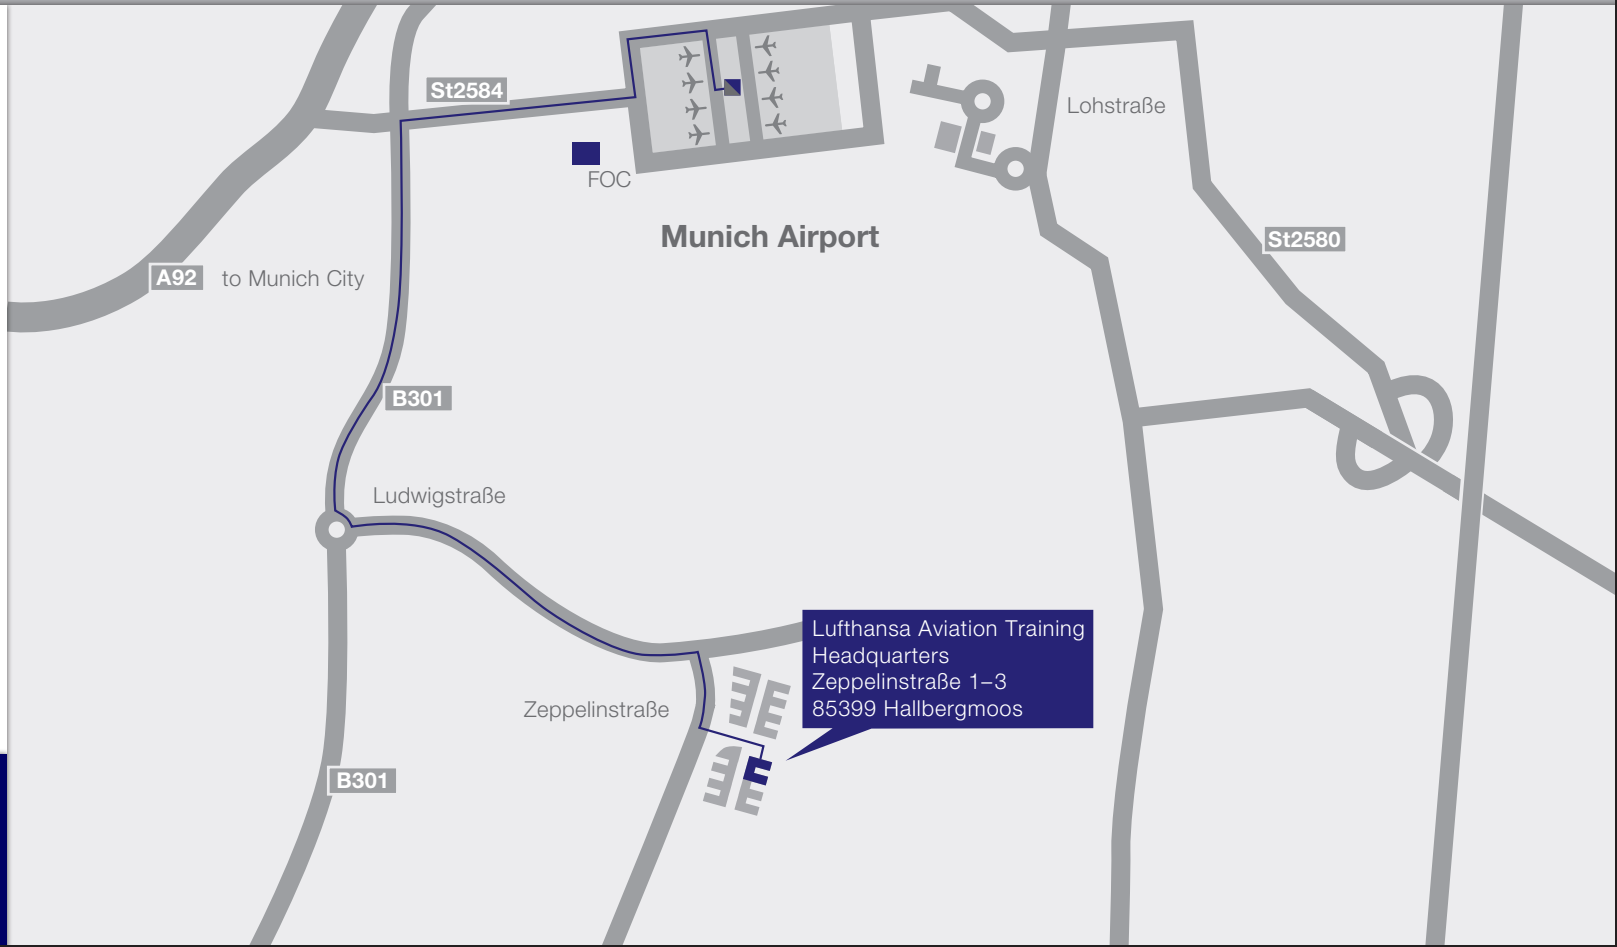 St2584
Lohstraße
FOC
Munich Airport
St2580
A92
to Munich City
B301
Ludwigstraße
Lufthansa Aviation Training
Headquarters
Zeppelinstraße 1–3
85399 Hallbergmoos
Zeppelinstraße
B301